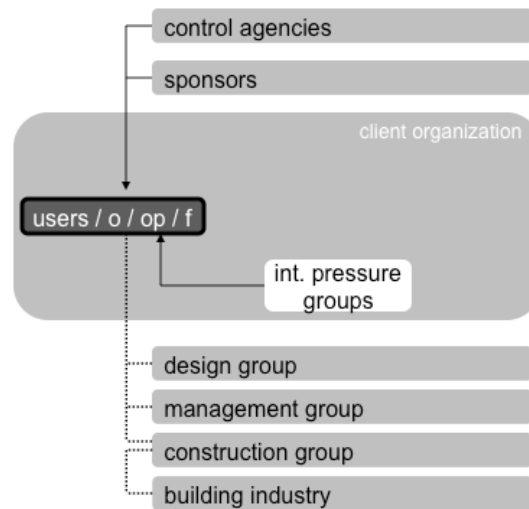 control agencies
sponsors
client organization
users / o / op / f
int. pressure
groups
design group
management group
construction group
building industry